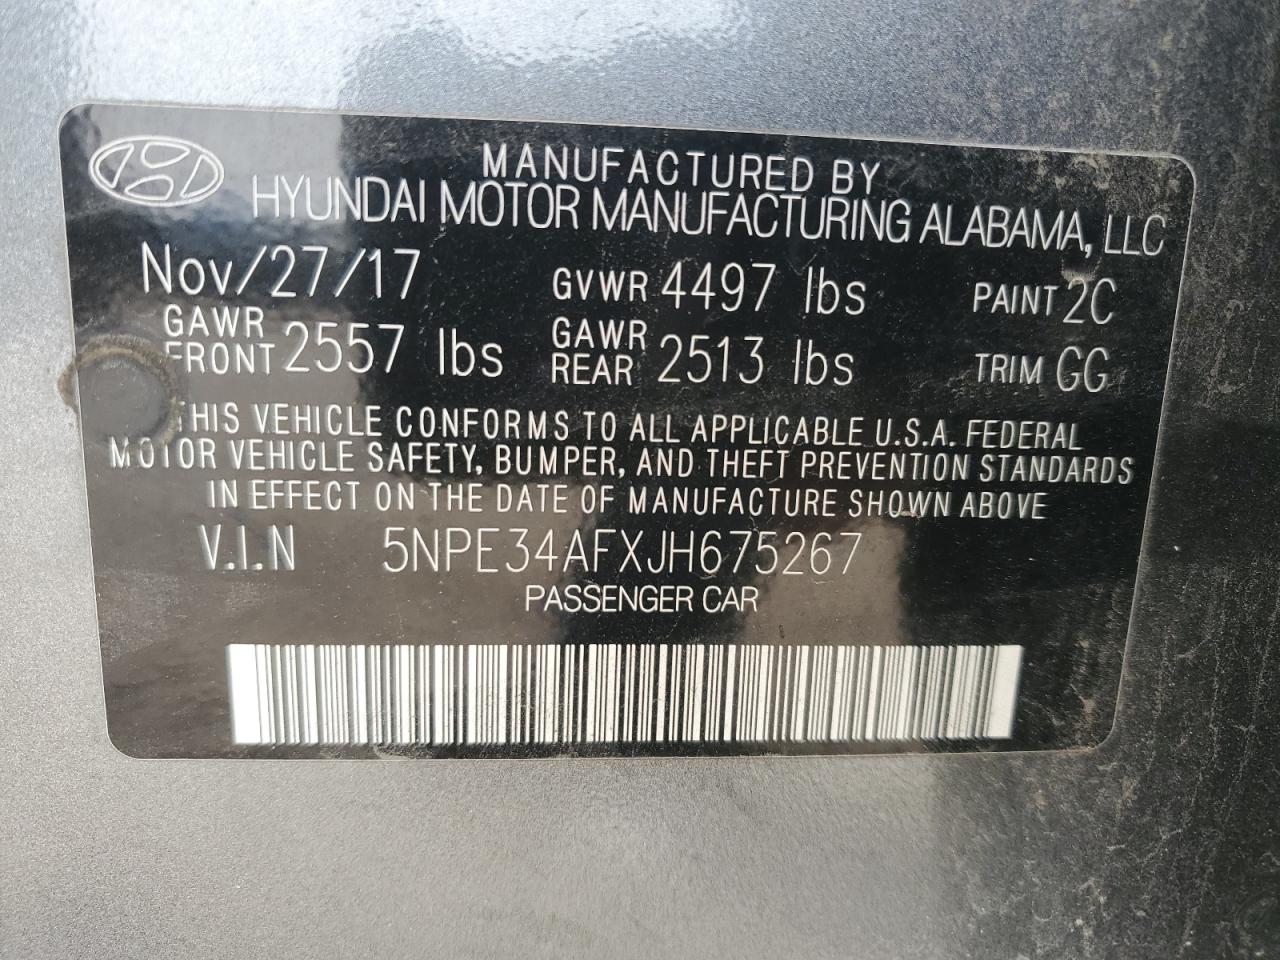 MANUFACTURED BY
HYUNDAI MOTOR MANUFACTURING ALABAMA, LLC
Nov/27/17 GVWR 4497 lbs PAINT 2C
GAWR FRONT 2557 lbs GAWR REAR 2513 lbs TRIM GG
THIS VEHICLE CONFORMS TO ALL APPLICABLE U.S.A. FEDERAL
MOTOR VEHICLE SAFETY, BUMPER, AND THEFT PREVENTION STANDARDS
IN EFFECT ON THE DATE OF MANUFACTURE SHOWN ABOVE
V.I.N 5NPE34AFXJH675267
PASSENGER CAR